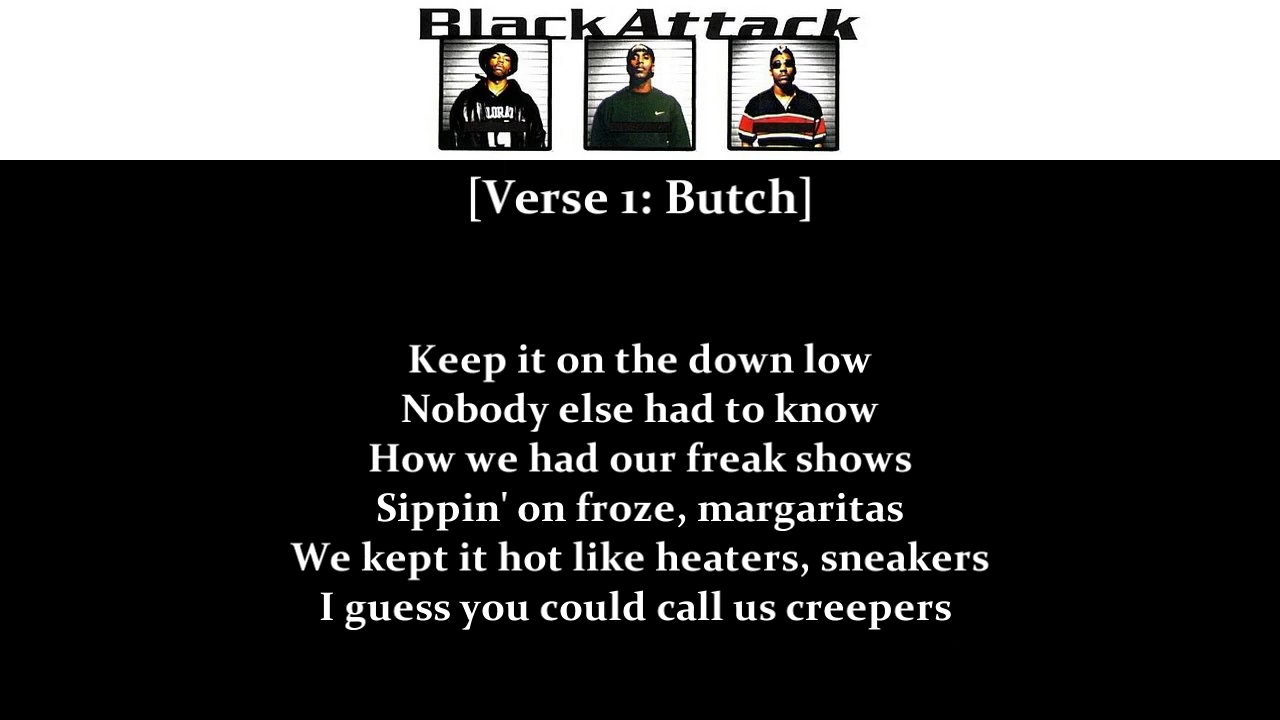 BlackAttack
[Verse 1: Butch]
Keep it on the down low
Nobody else had to know
How we had our freak shows
Sippin' on froze, margaritas
We kept it hot like heaters, sneakers
I guess you could call us creepers